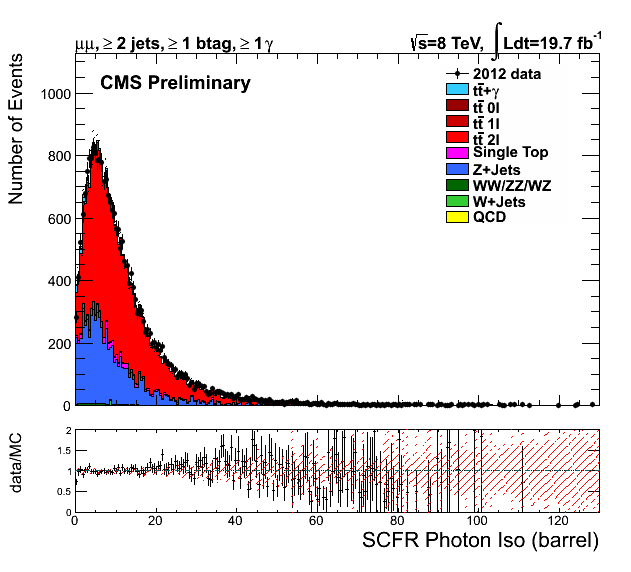 μμ, ≥ 2 jets, ≥ 1 btag, ≥ 1 γ
√s=8 TeV, ∫ Ldt=19.7 fb⁻¹
CMS Preliminary
Number of Events
2012 data
tt̄+γ
tt̄ 0l
tt̄ 1l
tt̄ 2l
Single Top
Z+Jets
WW/ZZ/WZ
W+Jets
QCD
1000
800
600
400
200
0
data/MC
2
1.5
1
0.5
0
0 20 40 60 80 100 120
SCFR Photon Iso (barrel)